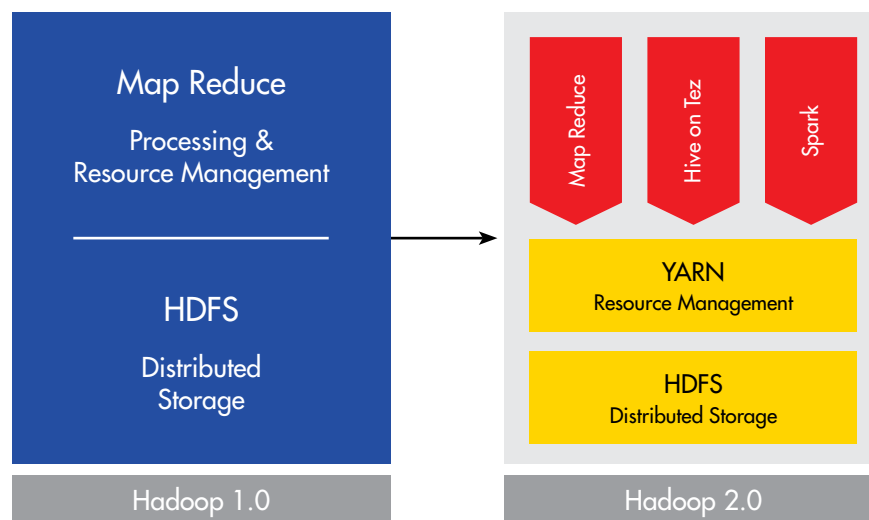 Map Reduce
Processing &
Resource Management
HDFS
Distributed
Storage
Hadoop 1.0
Map Reduce
Hive on Tez
Spark
YARN
Resource Management
HDFS
Distributed Storage
Hadoop 2.0